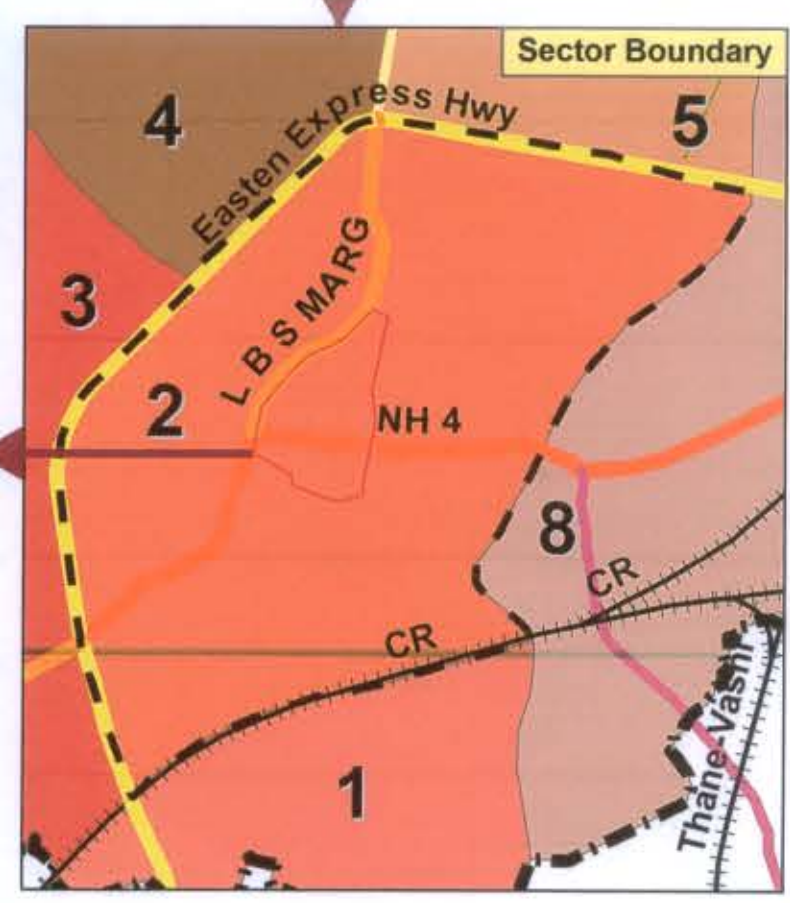 Sector Boundary
4
5
Easten Express Hwy
3
L B S MARG
2
NH 4
8
CR
CR
1
Thane-Vashi